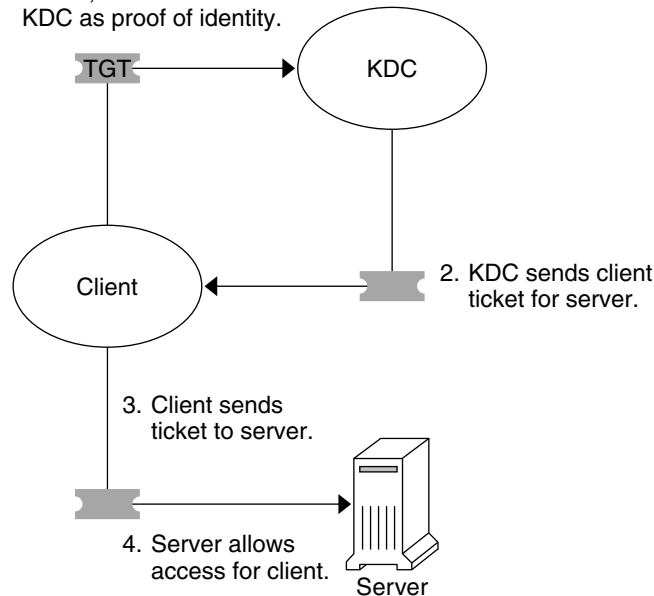 KDC as proof of identity.
TGT
KDC
Client
2. KDC sends client
ticket for server.
3. Client sends
ticket to server.
4. Server allows
access for client.
Server